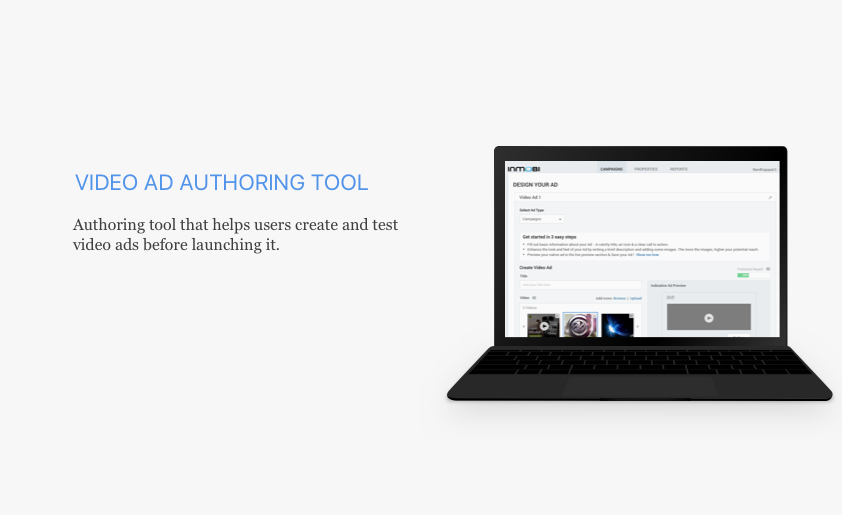 VIDEO AD AUTHORING TOOL
Authoring tool that helps users create and test
video ads before launching it.
INMOBI
CAMPAIGNS PROPERTIES REPORTS
DESIGN YOUR AD
Video Ad 1
Select Ad Type
Campaigns
Get started in 3 easy steps
Create Video Ad
Title
Video
Add more: Browse | Upload
Indicative Ad Preview